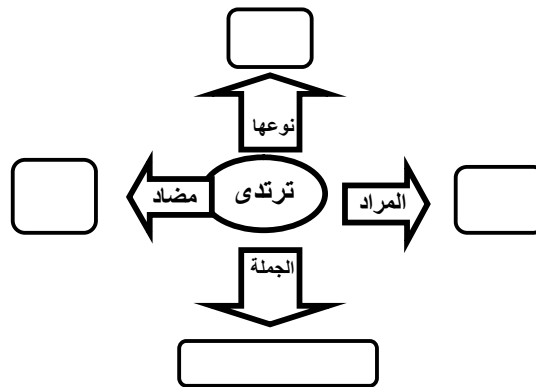 نوعها
المراد
ترتدى
مضاد
الجملة